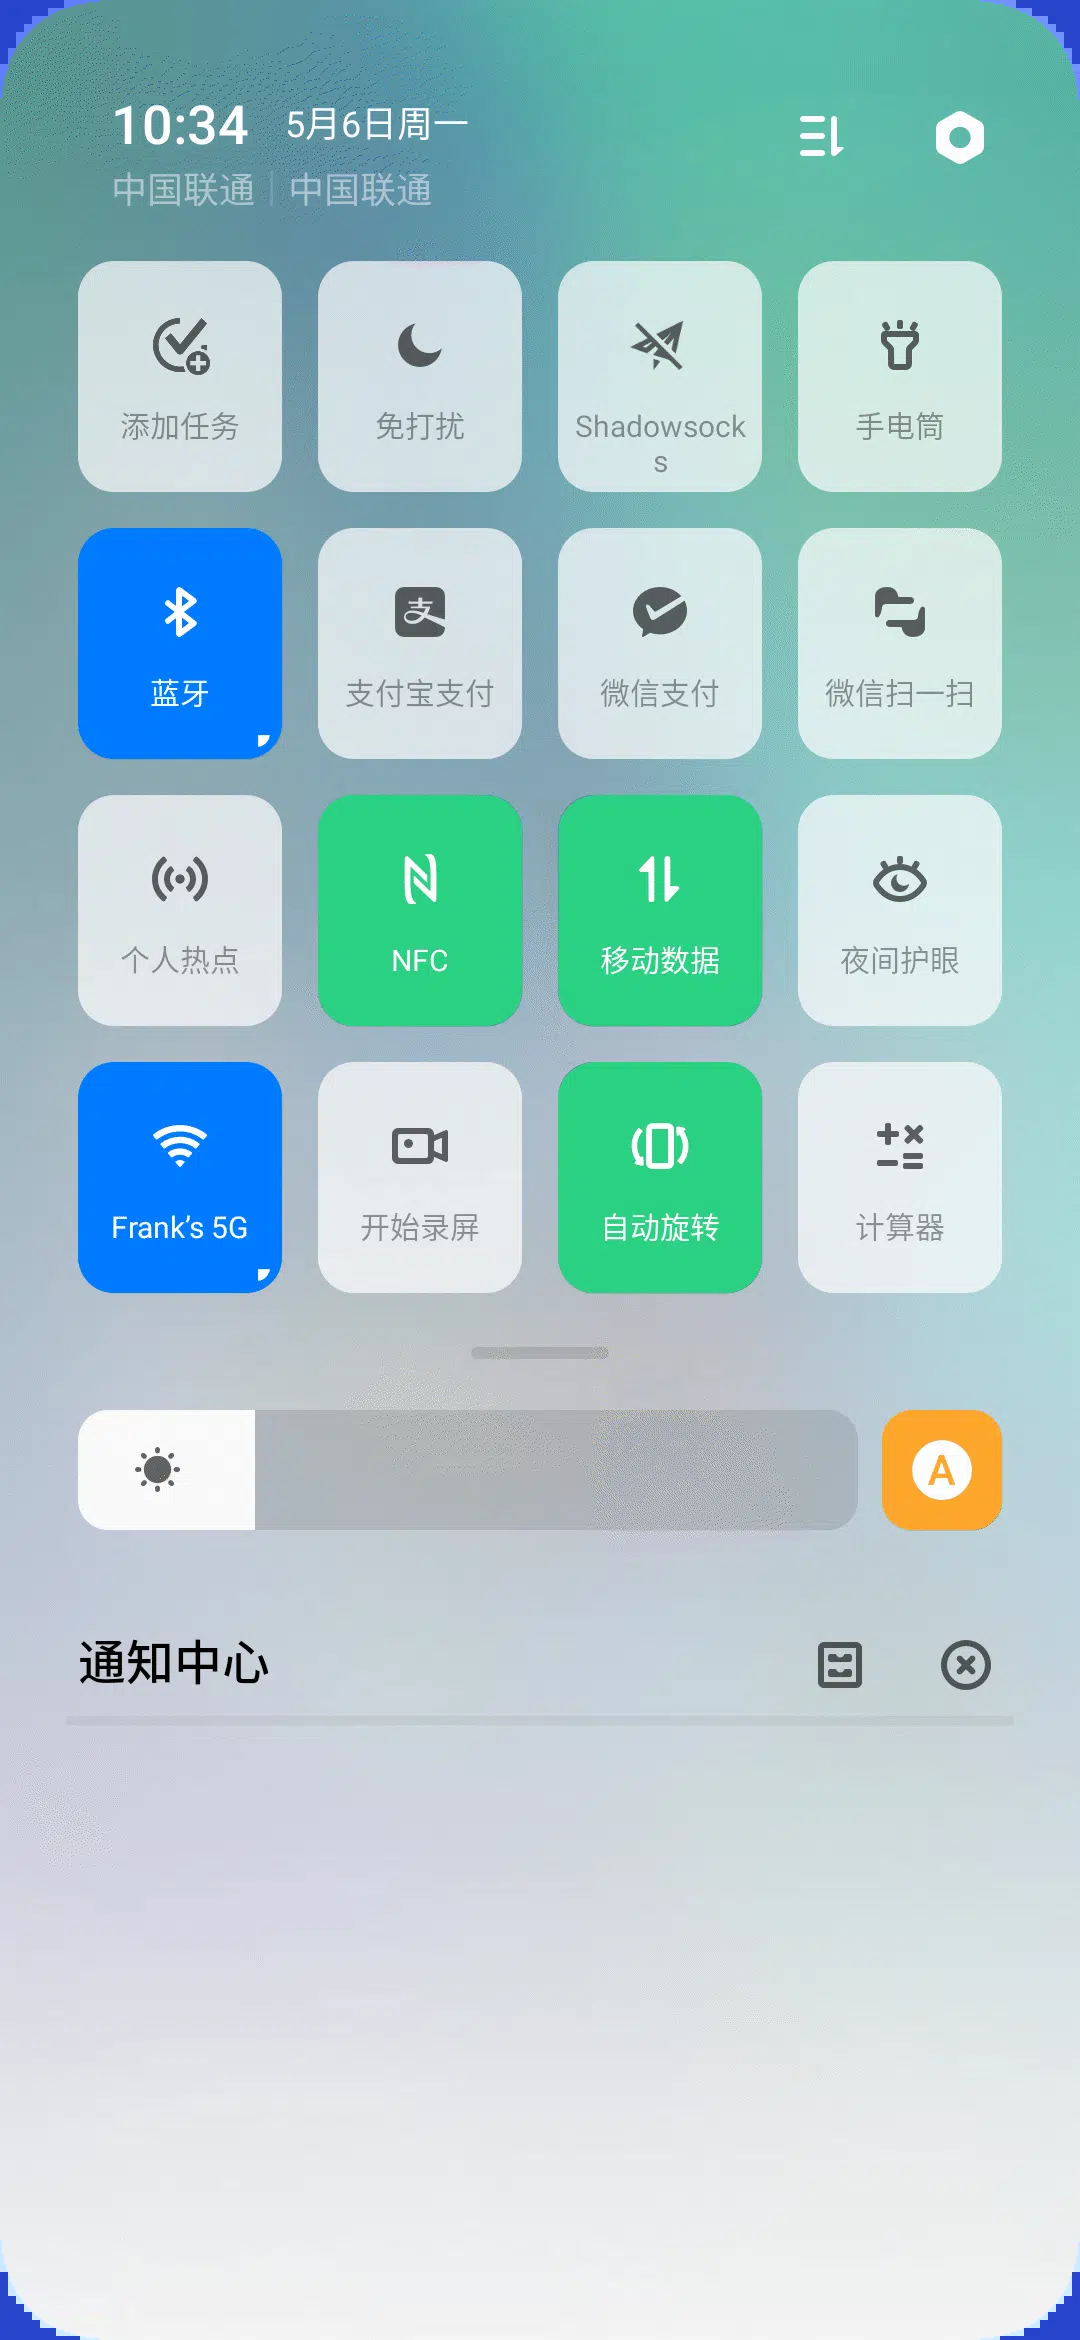 10:34 5月6日周一
中国联通 | 中国联通
添加任务
免打扰
Shadowsock
s
手电筒
蓝牙
支
支付宝支付
微信支付
微信扫一扫
个人热点
NFC
移动数据
夜间护眼
Frank’s 5G
开始录屏
自动旋转
计算器
A
通知中心